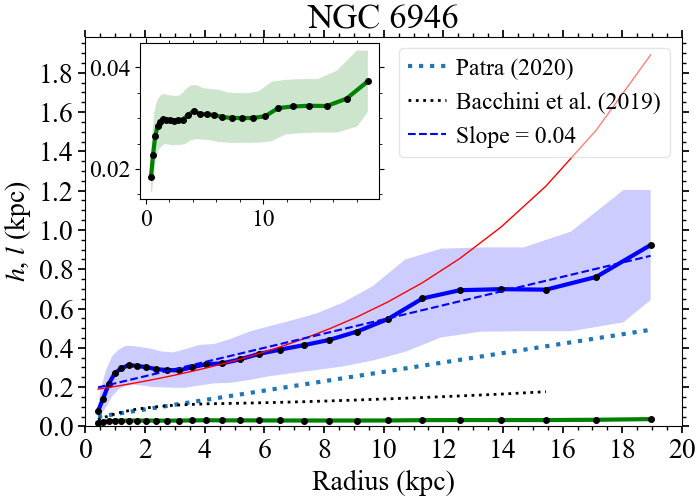 NGC 6946
h, l (kpc)
1.8
1.6
1.4
1.2
1.0
0.8
0.6
0.4
0.2
0.0
0.04
0.02
0 10
Patra (2020)
Bacchini et al. (2019)
Slope = 0.04
0 2 4 6 8 10 12 14 16 18 20
Radius (kpc)